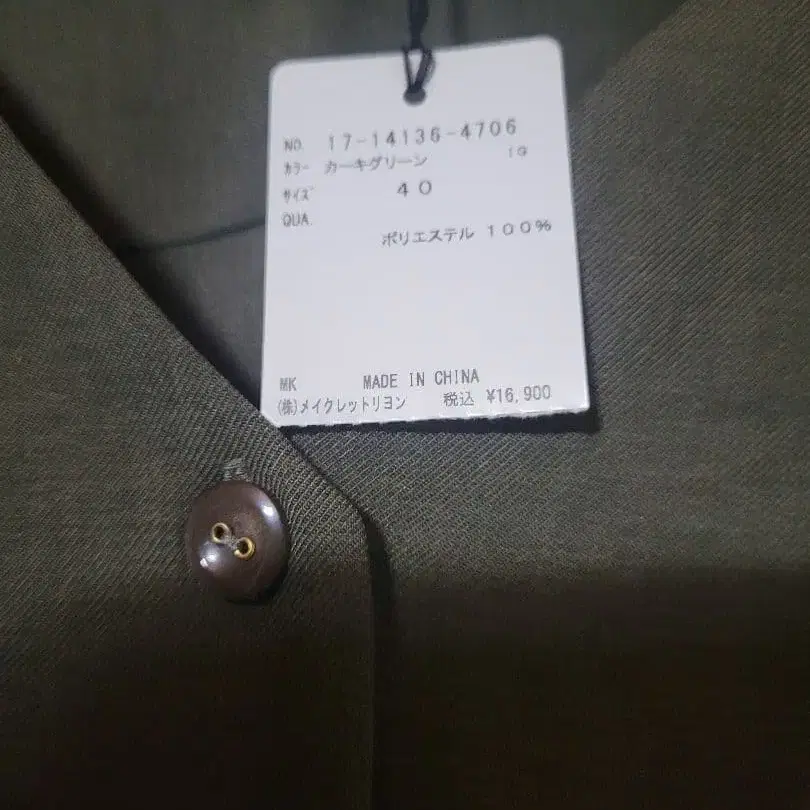 NO. 17-14136-4706
ｶﾗｰ カーキグリーン
ｻｲｽﾞ 40
QUA.
ポリエステル 100%
MK MADE IN CHINA
(株)メイクレットリヨン 税込 ¥16,900